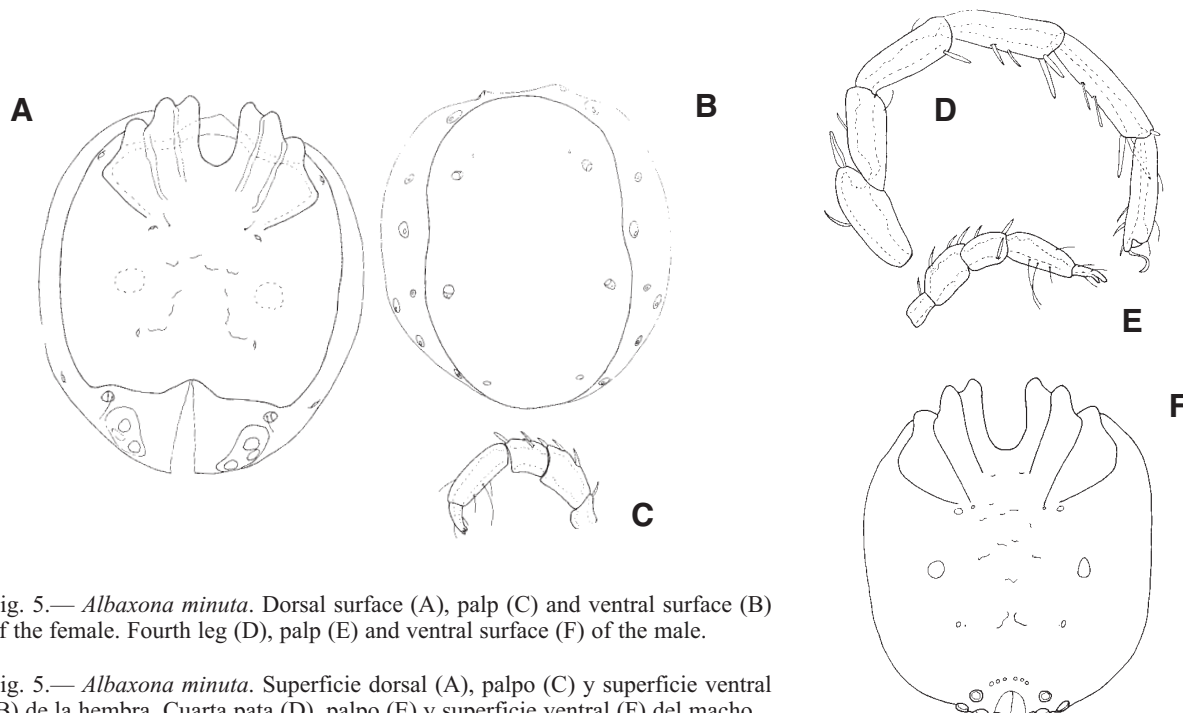 A
B
D
E
F
C
ig. 5.— Albaxona minuta. Dorsal surface (A), palp (C) and ventral surface (B)
f the female. Fourth leg (D), palp (E) and ventral surface (F) of the male.
ig. 5.— Albaxona minuta. Superficie dorsal (A), palpo (C) y superficie ventral
B) de la hembra. Cuarta pata (D), palpo (E) y superficie ventral (F) del macho.